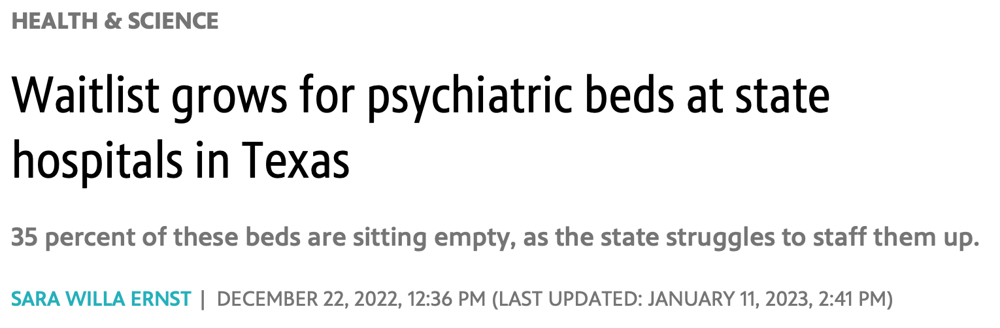 HEALTH & SCIENCE
Waitlist grows for psychiatric beds at state
hospitals in Texas
35 percent of these beds are sitting empty, as the state struggles to staff them up.
SARA WILLA ERNST | DECEMBER 22, 2022, 12:36 PM (LAST UPDATED: JANUARY 11, 2023, 2:41 PM)